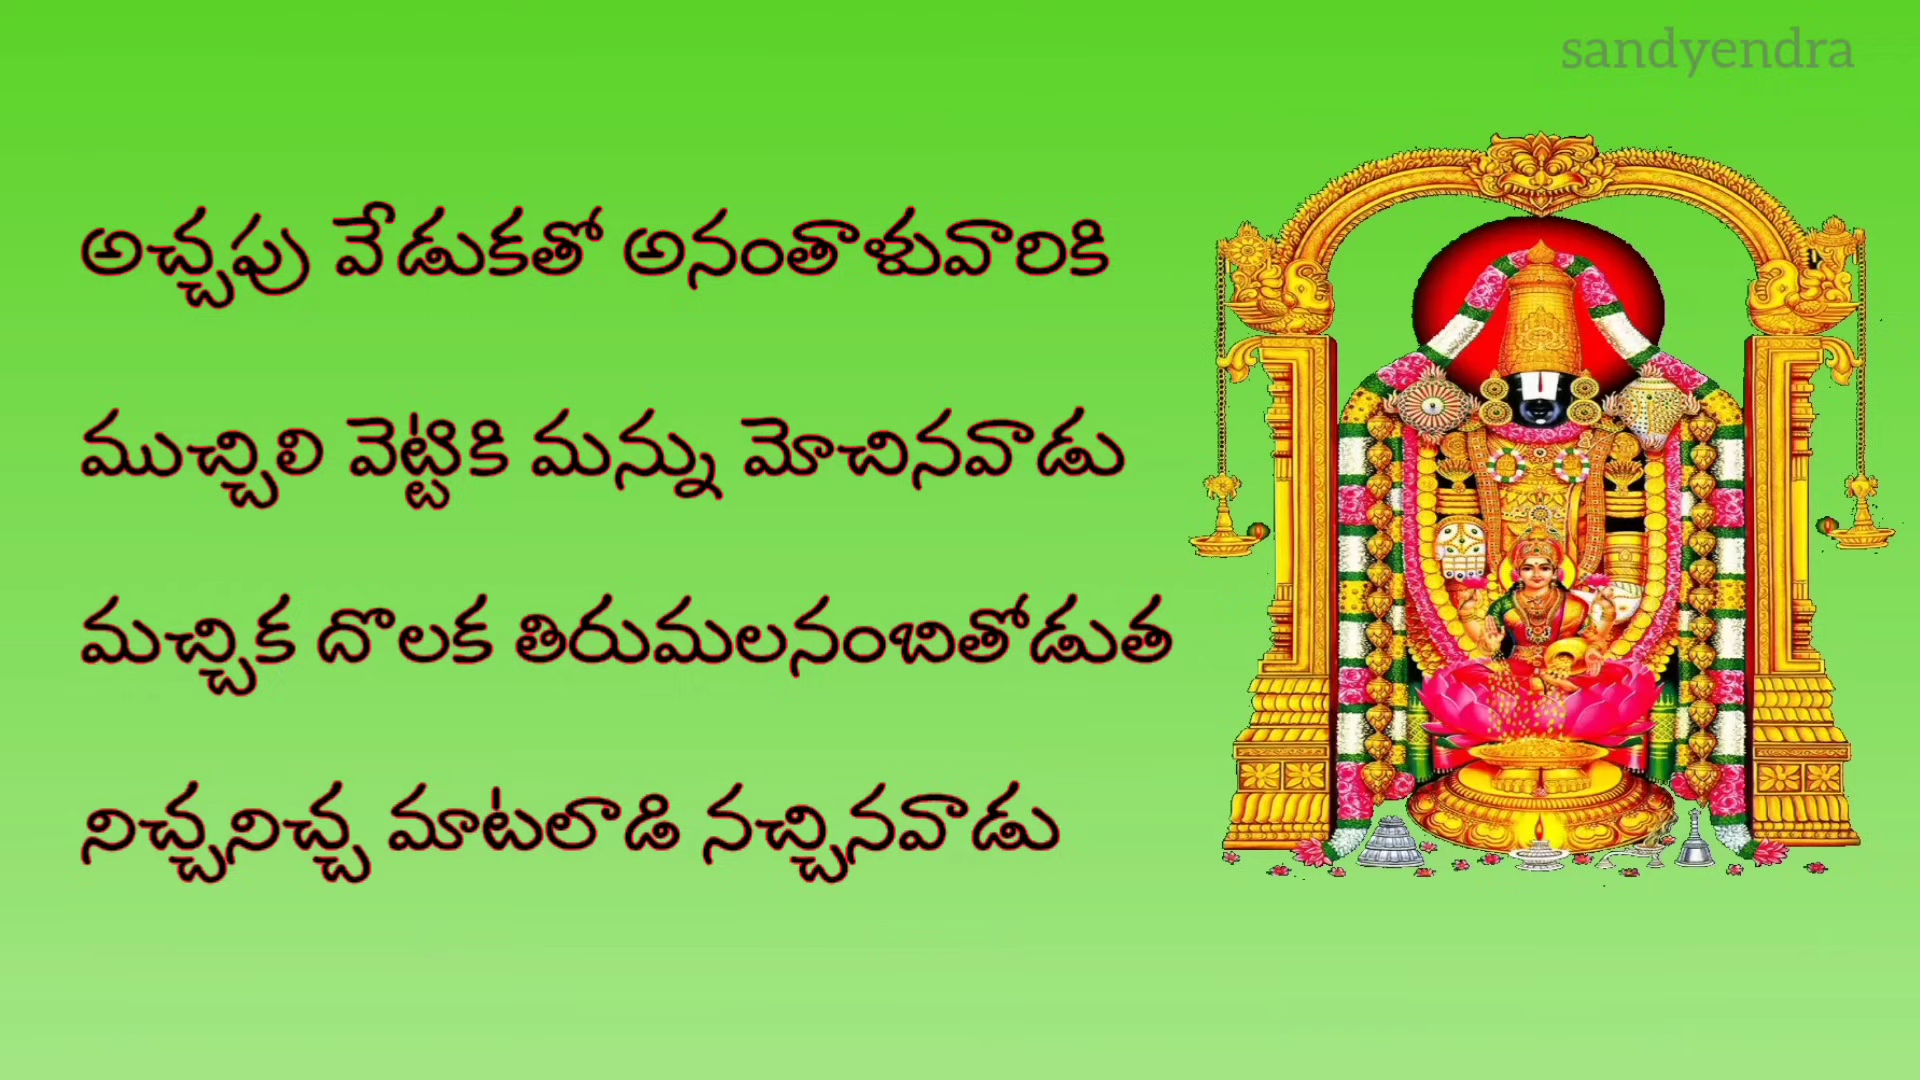 sandyendra
అచ్చపు వేడుకతో అనంతాళువారికి
ముచ్చిలి వెట్టికి మన్ను మోచినవాడు
మచ్చిక దొలక తిరుమలనంబితోడుత
నిచ్చనిచ్చ మాటలాడి నచ్చినవాడు